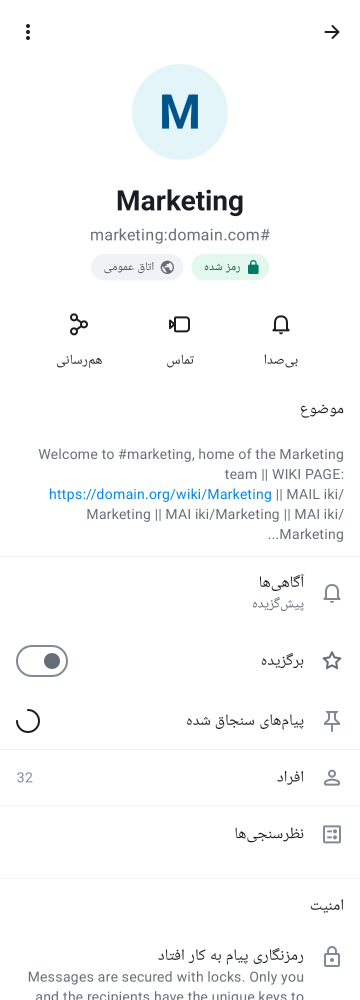 M
Marketing
#marketing:domain.com
رمز شده
اتاق عمومی
بی‌صدا
تماس
هم‌رسانی
موضوع
Welcome to #marketing, home of the Marketing
team || WIKI PAGE:
https://domain.org/wiki/Marketing || MAIL iki/
Marketing || MAI iki/Marketing || MAI iki/
Marketing...
آگاهی‌ها
پیش‌گزیده
برگزیده
پیام‌های سنجاق شده
افراد
32
نظرسنجی‌ها
امنیت
رمزنگاری پیام به کار افتاد
Messages are secured with locks. Only you
and the recipients have the unique keys to